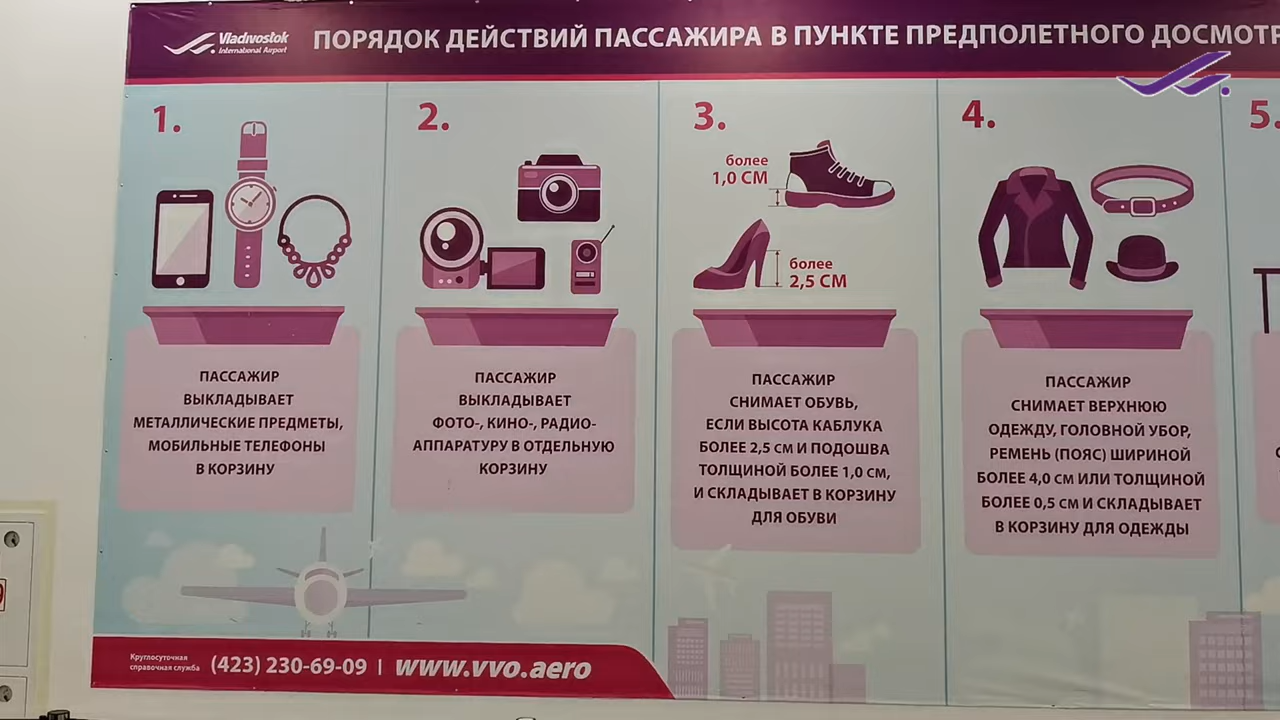 Vladivostok
International Airport
ПОРЯДОК ДЕЙСТВИЙ ПАССАЖИРА В ПУНКТЕ ПРЕДПОЛЕТНОГО ДОСМОТР
1.
2.
3.
4.
5.
более
1,0 СМ
более
2,5 СМ
ПАССАЖИР
ВЫКЛАДЫВАЕТ
МЕТАЛЛИЧЕСКИЕ ПРЕДМЕТЫ,
МОБИЛЬНЫЕ ТЕЛЕФОНЫ
В КОРЗИНУ
ПАССАЖИР
ВЫКЛАДЫВАЕТ
ФОТО-, КИНО-, РАДИО-
АППАРАТУРУ В ОТДЕЛЬНУЮ
КОРЗИНУ
ПАССАЖИР
СНИМАЕТ ОБУВЬ,
ЕСЛИ ВЫСОТА КАБЛУКА
БОЛЕЕ 2,5 см И ПОДОШВА
ТОЛЩИНОЙ БОЛЕЕ 1,0 см,
И СКЛАДЫВАЕТ В КОРЗИНУ
ДЛЯ ОБУВИ
ПАССАЖИР
СНИМАЕТ ВЕРХНЮЮ
ОДЕЖДУ, ГОЛОВНОЙ УБОР,
РЕМЕНЬ (ПОЯС) ШИРИНОЙ
БОЛЕЕ 4,0 см ИЛИ ТОЛЩИНОЙ
БОЛЕЕ 0,5 см И СКЛАДЫВАЕТ
В КОРЗИНУ ДЛЯ ОДЕЖДЫ
Круглосуточная
справочная служба
(423) 230-69-09 | www.vvo.aero